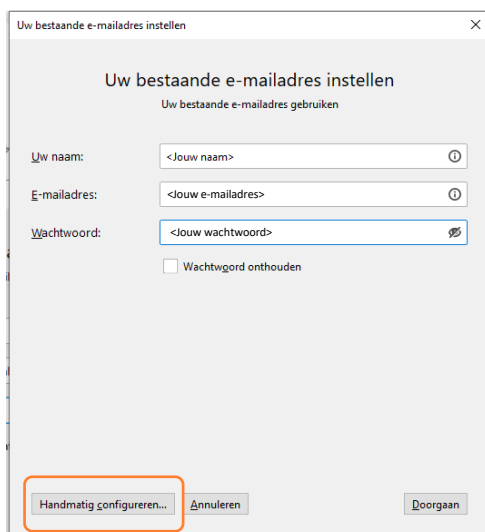 Uw bestaande e-mailadres instellen
Uw bestaande e-mailadres instellen
Uw bestaande e-mailadres gebruiken
Uw naam: <Jouw naam>
E-mailadres: <Jouw e-mailadres>
Wachtwoord: <Jouw wachtwoord>
Wachtwoord onthouden
Handmatig configureren... Annuleren Doorgaan